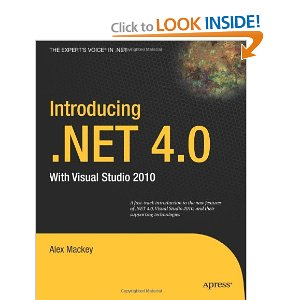 Click to LOOK INSIDE!
THE EXPERT'S VOICE® IN .NET
Introducing
.NET 4.0
With Visual Studio 2010
A fast-track introduction to the new features
of .NET 4.0, Visual Studio 2010, and their
supporting technologies
Alex Mackey
Apress®